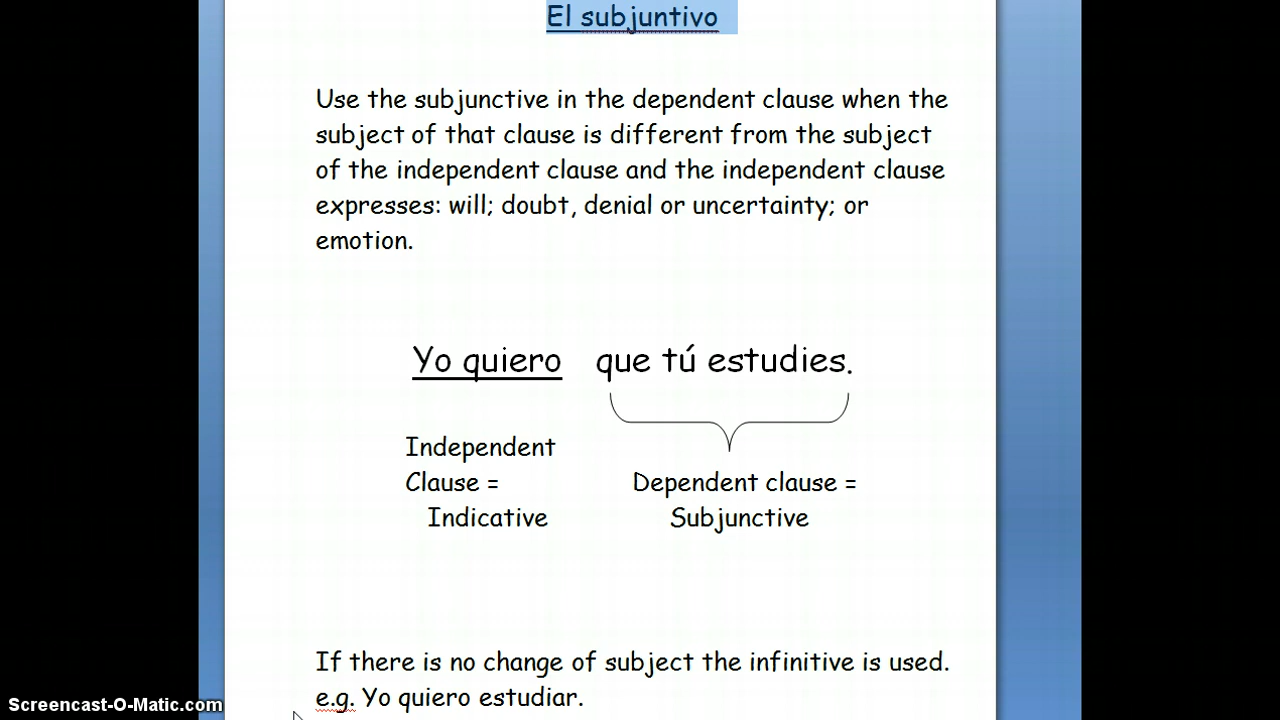 El subjuntivo
Use the subjunctive in the dependent clause when the
subject of that clause is different from the subject
of the independent clause and the independent clause
expresses: will; doubt, denial or uncertainty; or
emotion.
Yo quiero que tú estudies.
Independent
Clause =
Indicative
Dependent clause =
Subjunctive
If there is no change of subject the infinitive is used.
e.g. Yo quiero estudiar.
Screencast-O-Matic.com